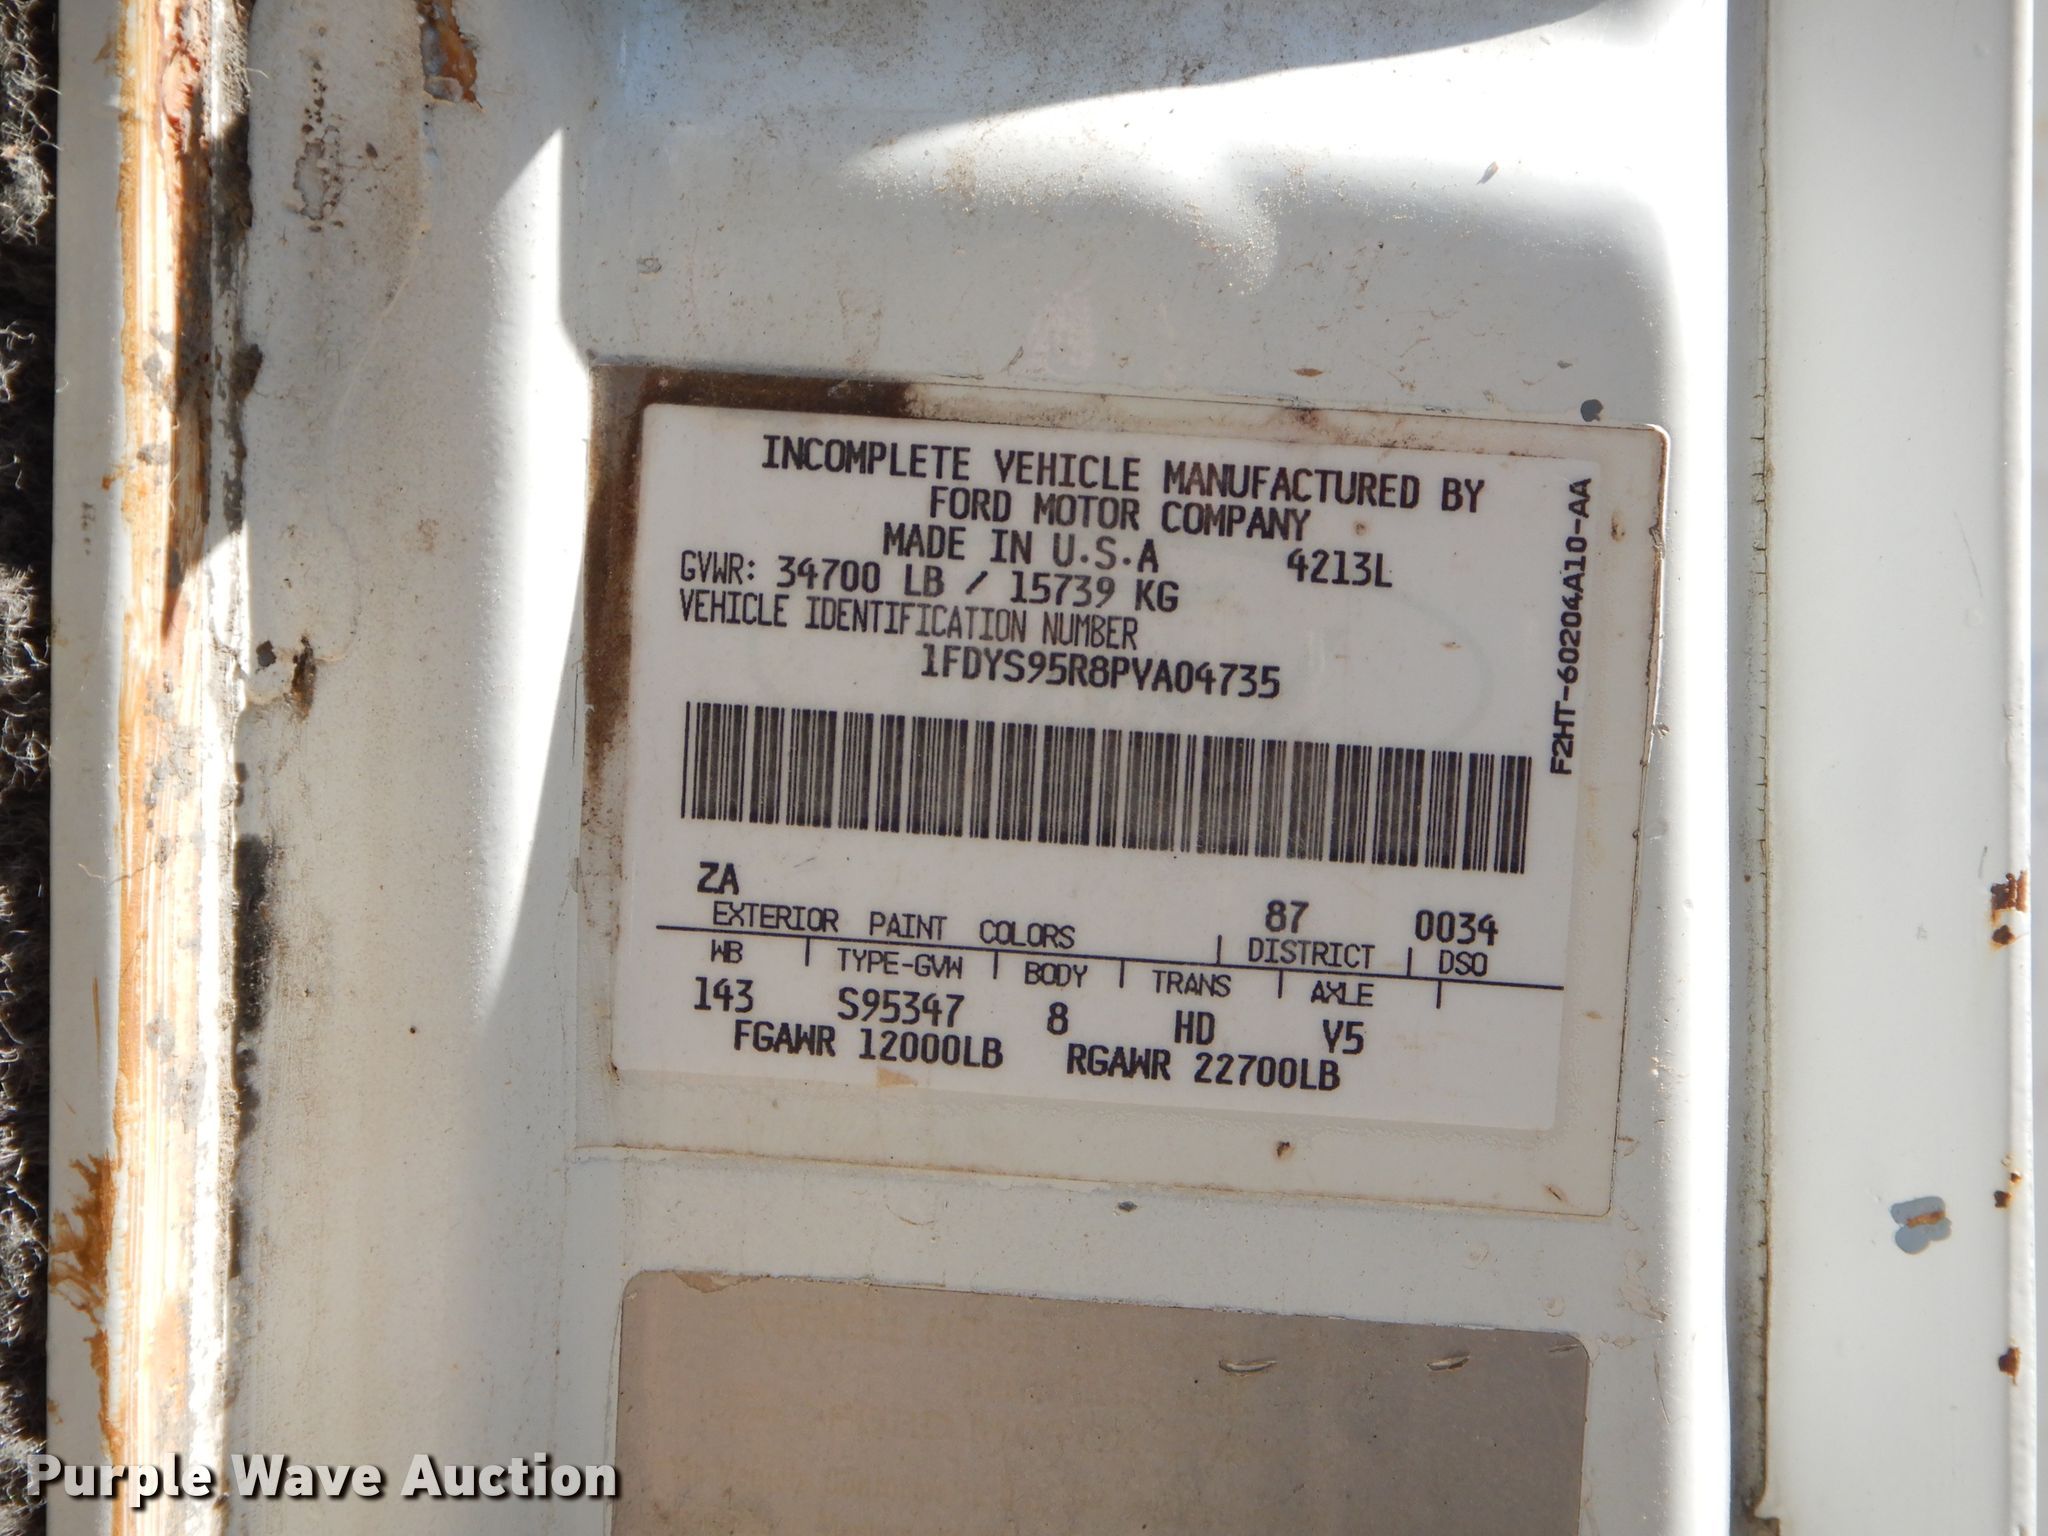 INCOMPLETE VEHICLE MANUFACTURED BY
FORD MOTOR COMPANY
MADE IN U.S.A 4213L
GVWR: 34700 LB / 15739 KG
VEHICLE IDENTIFICATION NUMBER
1FDYS95R8PVA04735
F2HT-60204A10-AA
ZA 87 0034
EXTERIOR PAINT COLORS DISTRICT DSO
WB TYPE-GVW BODY TRANS AXLE
143 S95347 8 HD V5
FGAWR 12000LB RGAWR 22700LB
Purple Wave Auction